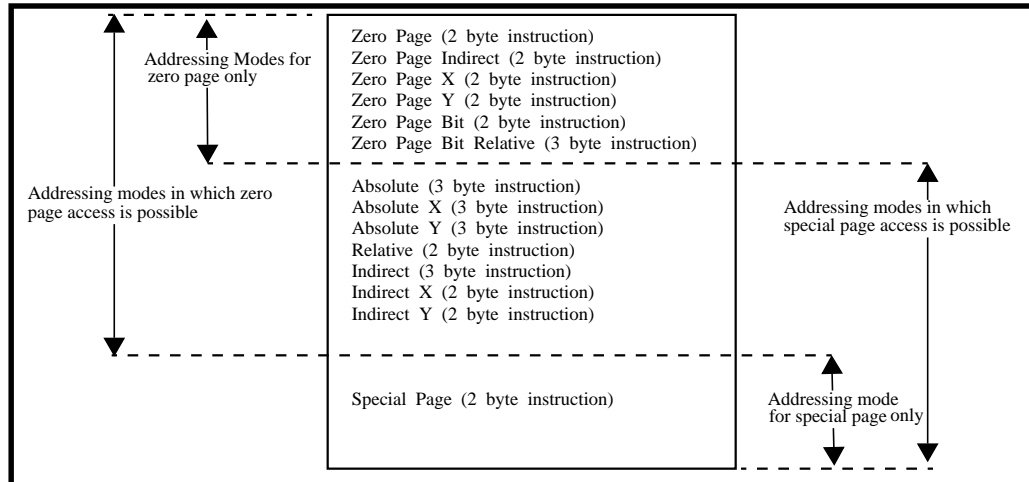 Addressing Modes for
zero page only
Addressing modes in which zero
page access is possible
Zero Page (2 byte instruction)
Zero Page Indirect (2 byte instruction)
Zero Page X (2 byte instruction)
Zero Page Y (2 byte instruction)
Zero Page Bit (2 byte instruction)
Zero Page Bit Relative (3 byte instruction)
Absolute (3 byte instruction)
Absolute X (3 byte instruction)
Absolute Y (3 byte instruction)
Relative (2 byte instruction)
Indirect (3 byte instruction)
Indirect X (2 byte instruction)
Indirect Y (2 byte instruction)
Special Page (2 byte instruction)
Addressing modes in which
special page access is possible
Addressing mode
for special page only